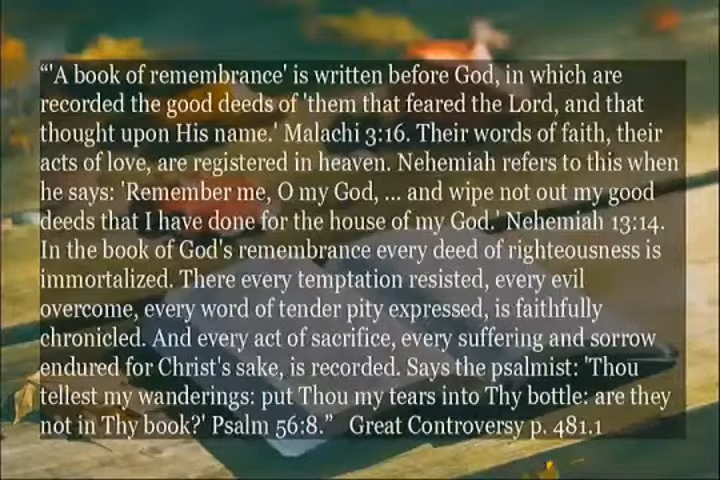 “'A book of remembrance' is written before God, in which are
recorded the good deeds of 'them that feared the Lord, and that
thought upon His name.' Malachi 3:16. Their words of faith, their
acts of love, are registered in heaven. Nehemiah refers to this when
he says: 'Remember me, O my God, ... and wipe not out my good
deeds that I have done for the house of my God.' Nehemiah 13:14.
In the book of God's remembrance every deed of righteousness is
immortalized. There every temptation resisted, every evil
overcome, every word of tender pity expressed, is faithfully
chronicled. And every act of sacrifice, every suffering and sorrow
endured for Christ's sake, is recorded. Says the psalmist: 'Thou
tellest my wanderings: put Thou my tears into Thy bottle: are they
not in Thy book?' Psalm 56:8.” Great Controversy p. 481.1